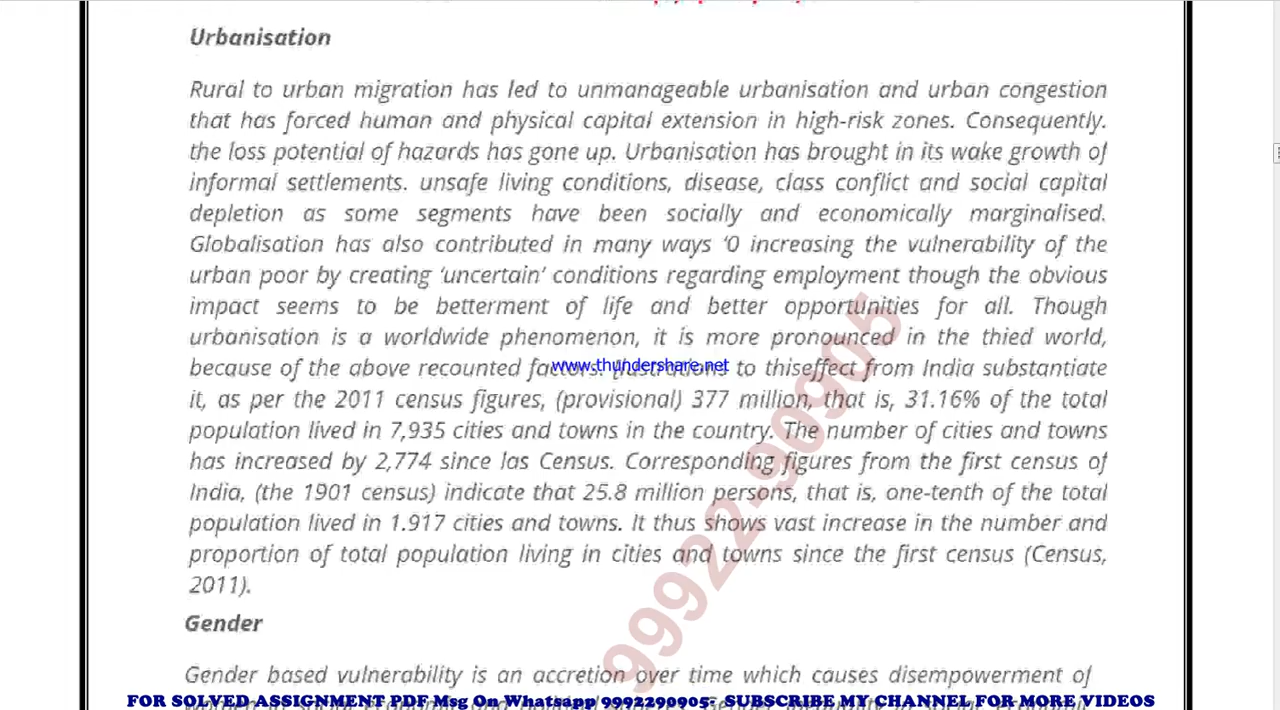 Urbanisation
Rural to urban migration has led to unmanageable urbanisation and urban congestion
that has forced human and physical capital extension in high-risk zones. Consequently.
the loss potential of hazards has gone up. Urbanisation has brought in its wake growth of
informal settlements. unsafe living conditions, disease, class conflict and social capital
depletion as some segments have been socially and economically marginalised.
Globalisation has also contributed in many ways ‘0 increasing the vulnerability of the
urban poor by creating ‘uncertain’ conditions regarding employment though the obvious
impact seems to be betterment of life and better opportunities for all. Though
urbanisation is a worldwide phenomenon, it is more pronounced in the thied world,
because of the above recounted factors. to thiseffect from India substantiate
www.thundershare.net
it, as per the 2011 census figures, (provisional) 377 million, that is, 31.16% of the total
population lived in 7,935 cities and towns in the country. The number of cities and towns
has increased by 2,774 since las Census. Corresponding figures from the first census of
India, (the 1901 census) indicate that 25.8 million persons, that is, one-tenth of the total
population lived in 1.917 cities and towns. It thus shows vast increase in the number and
proportion of total population living in cities and towns since the first census (Census,
2011).
99922-90905
Gender
Gender based vulnerability is an accretion over time which causes disempowerment of
FOR SOLVED ASSIGNMENT PDF Msg On Whatsapp 9992290905- SUBSCRIBE MY CHANNEL FOR MORE VIDEOS